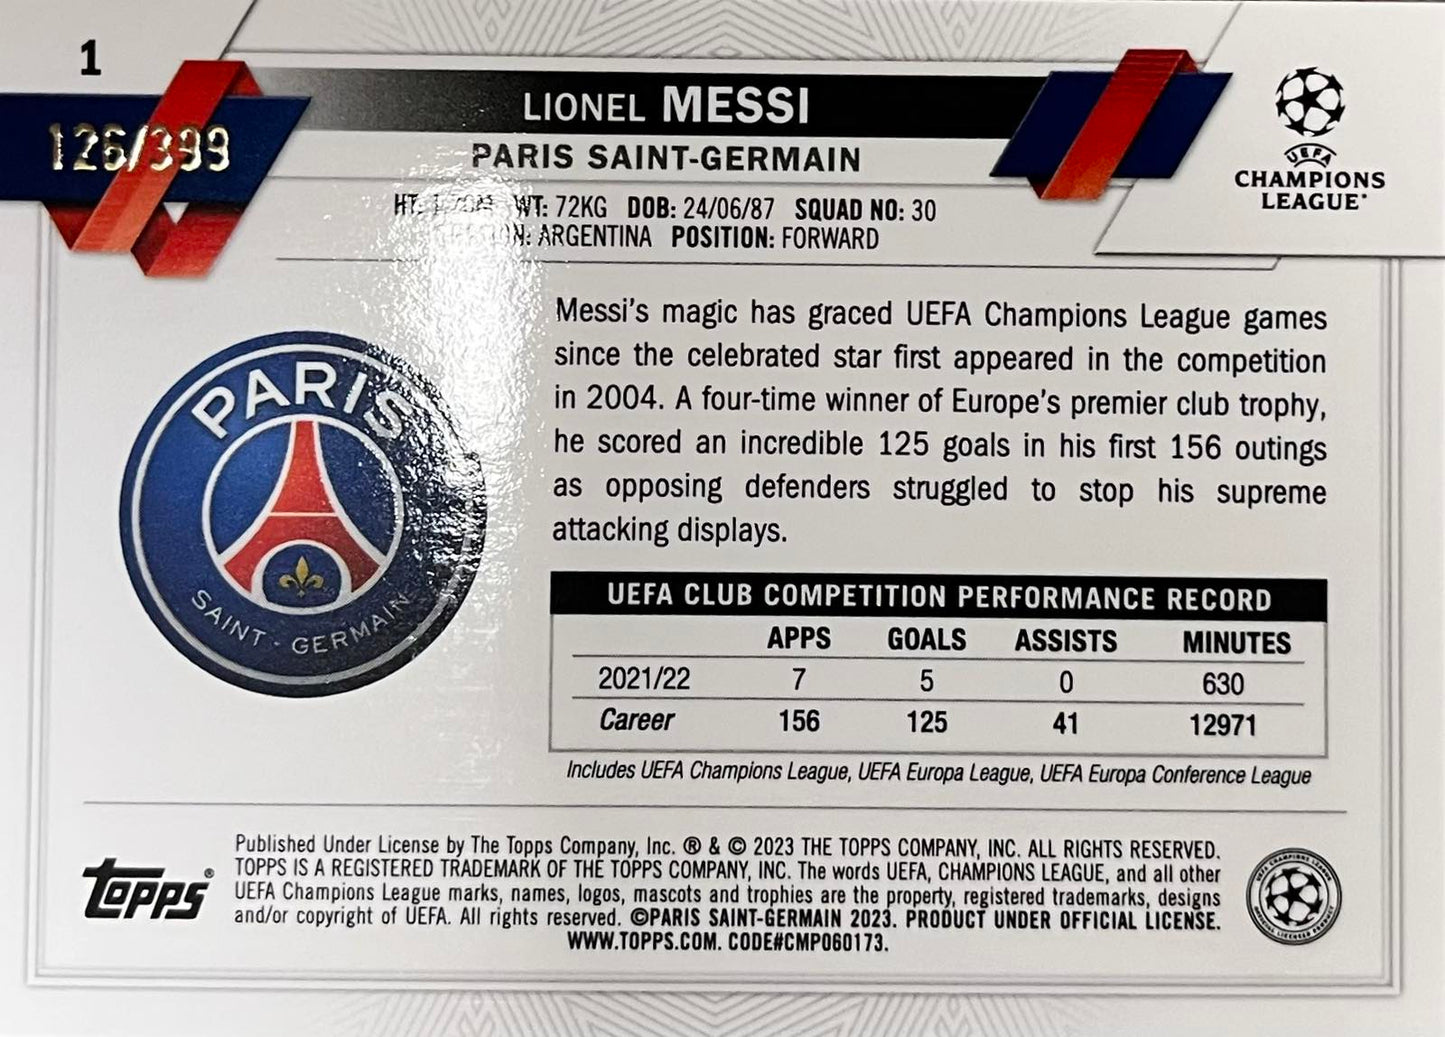 1
126/399
LIONEL MESSI
PARIS SAINT-GERMAIN
UEFA
CHAMPIONS
LEAGUE
HT: WT: 72KG DOB: 24/06/87 SQUAD NO: 30
ARGENTINA POSITION: FORWARD
Messi's magic has graced UEFA Champions League games
since the celebrated star first appeared in the competition
in 2004. A four-time winner of Europe's premier club trophy,
he scored an incredible 125 goals in his first 156 outings
as opposing defenders struggled to stop his supreme
attacking displays.
PARIS
SAINT-GERMAIN
UEFA CLUB COMPETITION PERFORMANCE RECORD
APPS GOALS ASSISTS MINUTES
2021/22 7 5 0 630
Career 156 125 41 12971
Includes UEFA Champions League, UEFA Europa League, UEFA Europa Conference League
TOPPS®
Published Under License by The Topps Company, Inc. ® & © 2023 THE TOPPS COMPANY, INC. ALL RIGHTS RESERVED.
TOPPS IS A REGISTERED TRADEMARK OF THE TOPPS COMPANY, INC. The words UEFA, CHAMPIONS LEAGUE, and all other
UEFA Champions League marks, names, logos, mascots and trophies are the property, registered trademarks, designs
and/or copyright of UEFA. All rights reserved. ©PARIS SAINT-GERMAIN 2023. PRODUCT UNDER OFFICIAL LICENSE.
WWW.TOPPS.COM. CODE#CMP060173.